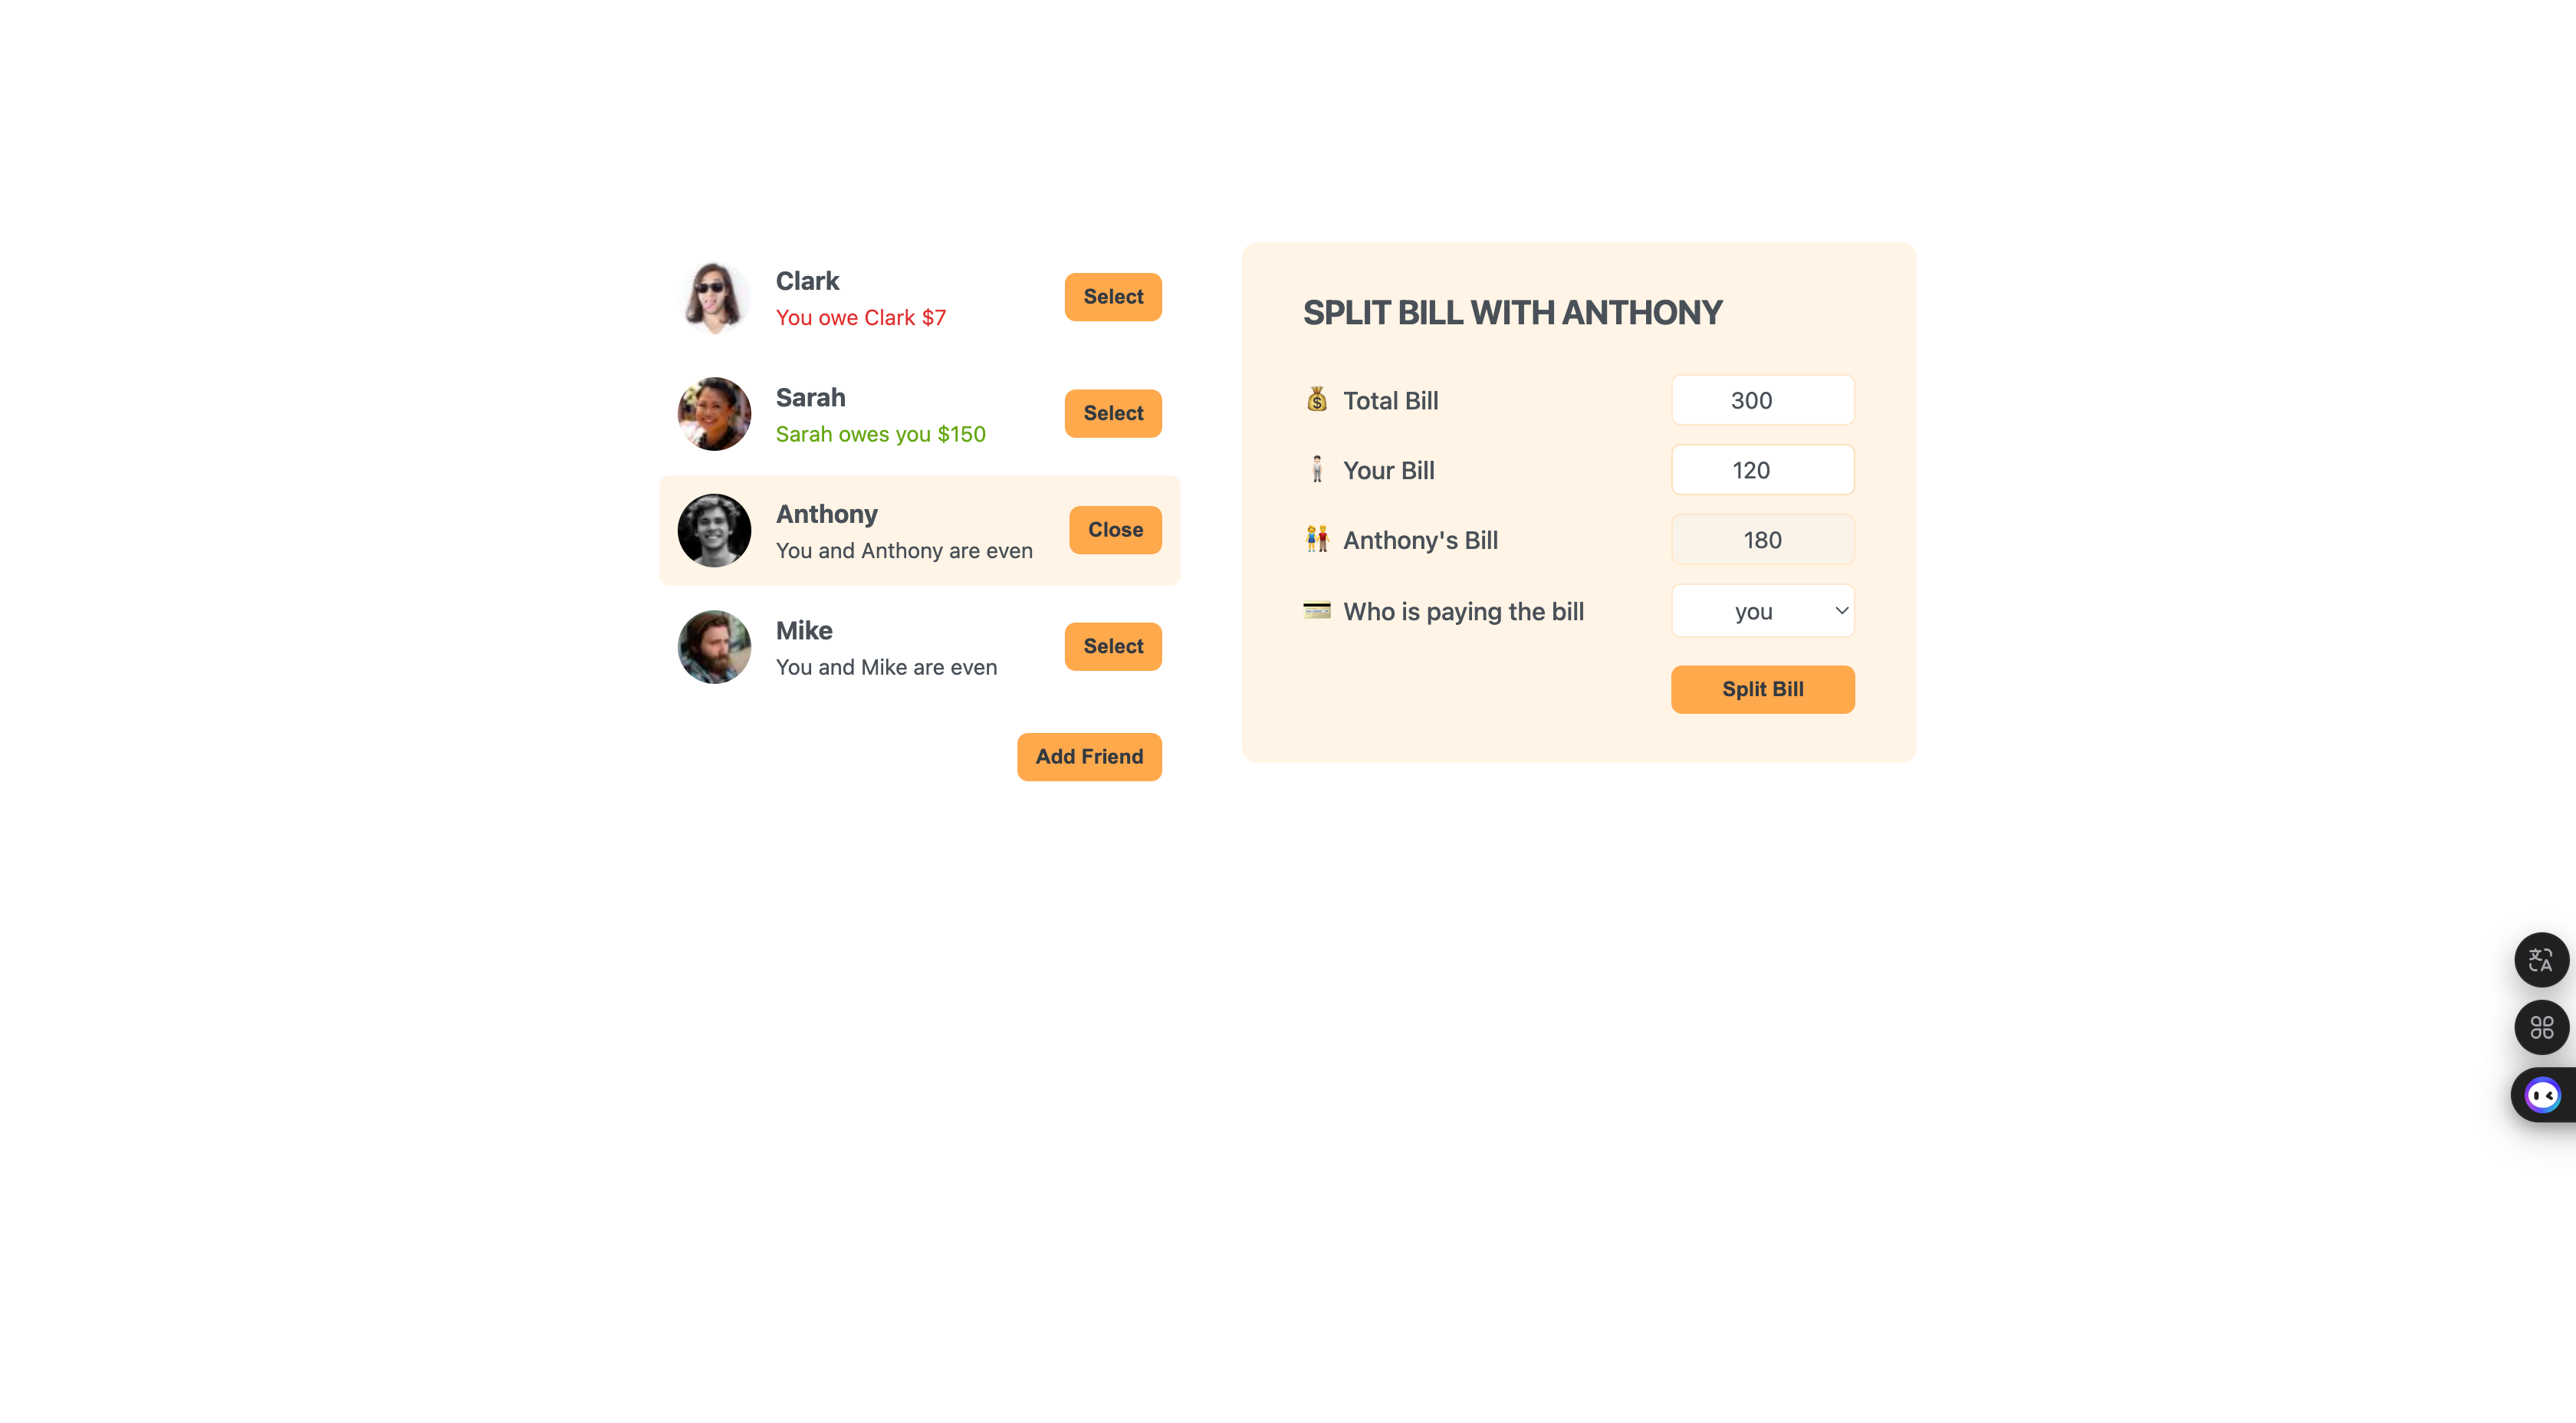 Clark
You owe Clark $7
Select
Sarah
Sarah owes you $150
Select
Anthony
You and Anthony are even
Close
Mike
You and Mike are even
Select
Add Friend
SPLIT BILL WITH ANTHONY
💰 Total Bill 300
🧍🏻‍♂️ Your Bill 120
👫 Anthony's Bill 180
💳 Who is paying the bill you
Split Bill